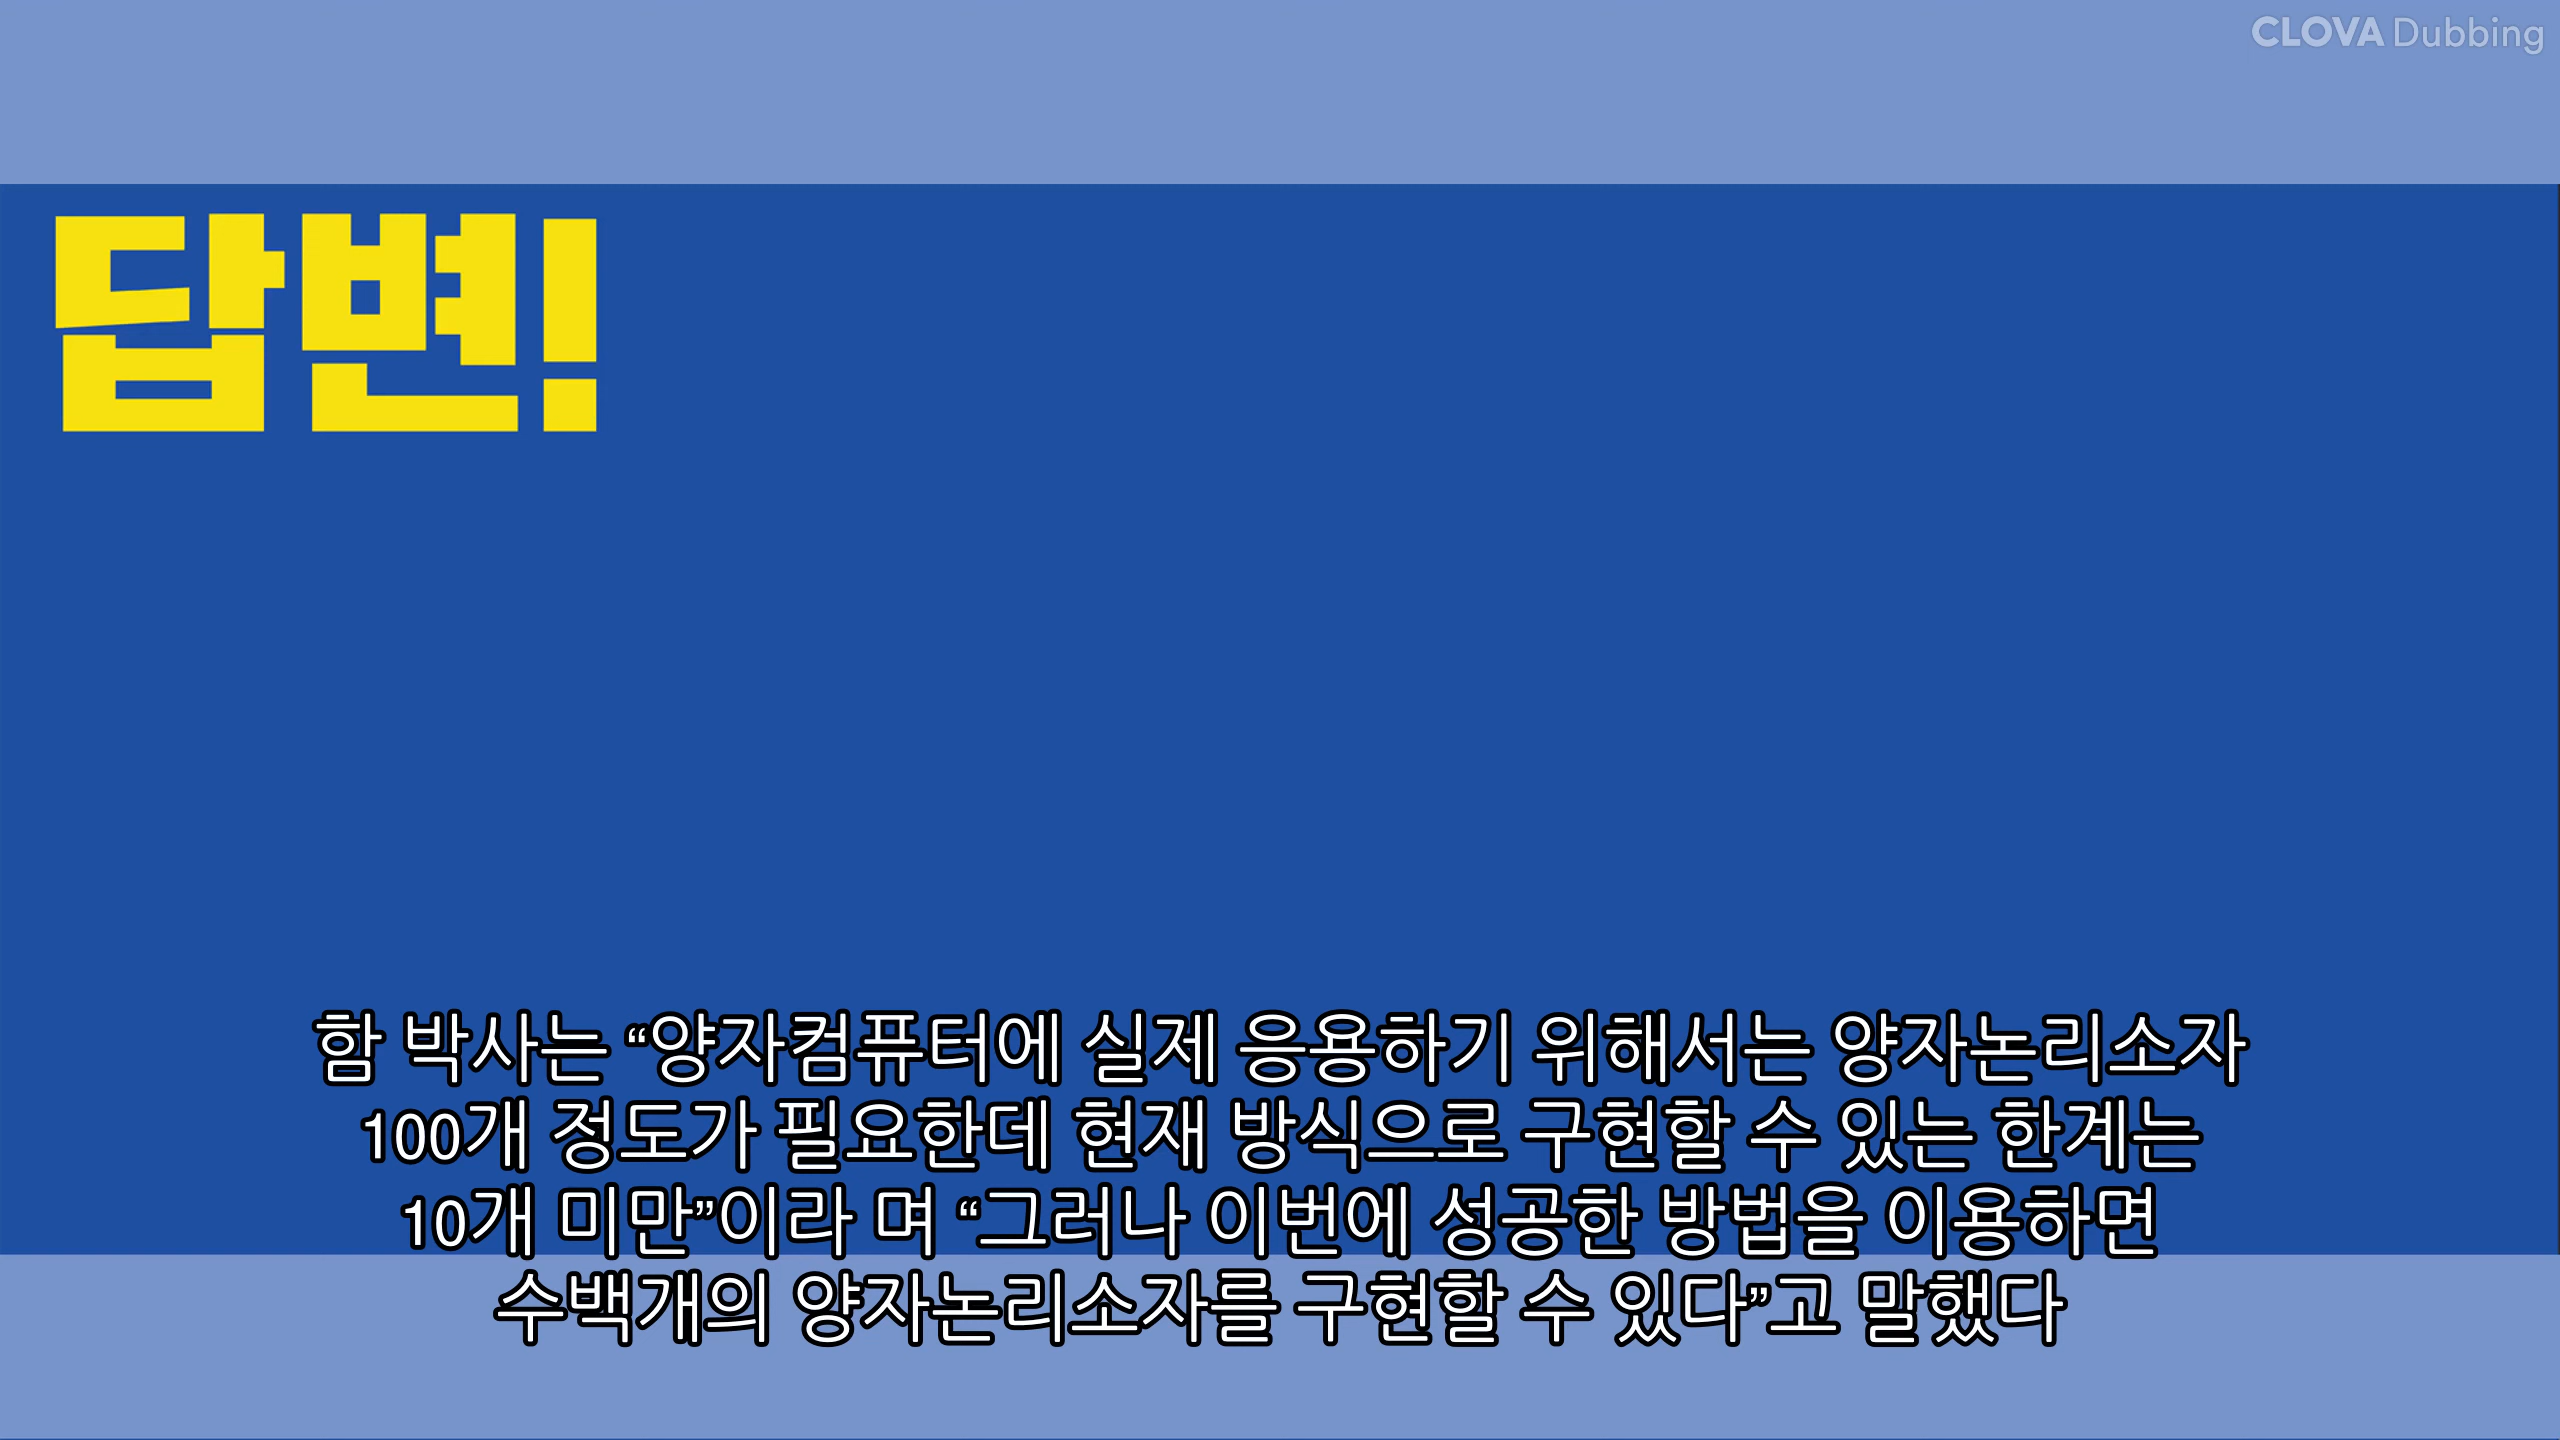 CLOVA Dubbing
답변!
함 박사는 “양자컴퓨터에 실제 응용하기 위해서는 양자논리소자
100개 정도가 필요한데 현재 방식으로 구현할 수 있는 한계는
10개 미만”이라 며 “그러나 이번에 성공한 방법을 이용하면
수백개의 양자논리소자를 구현할 수 있다”고 말했다